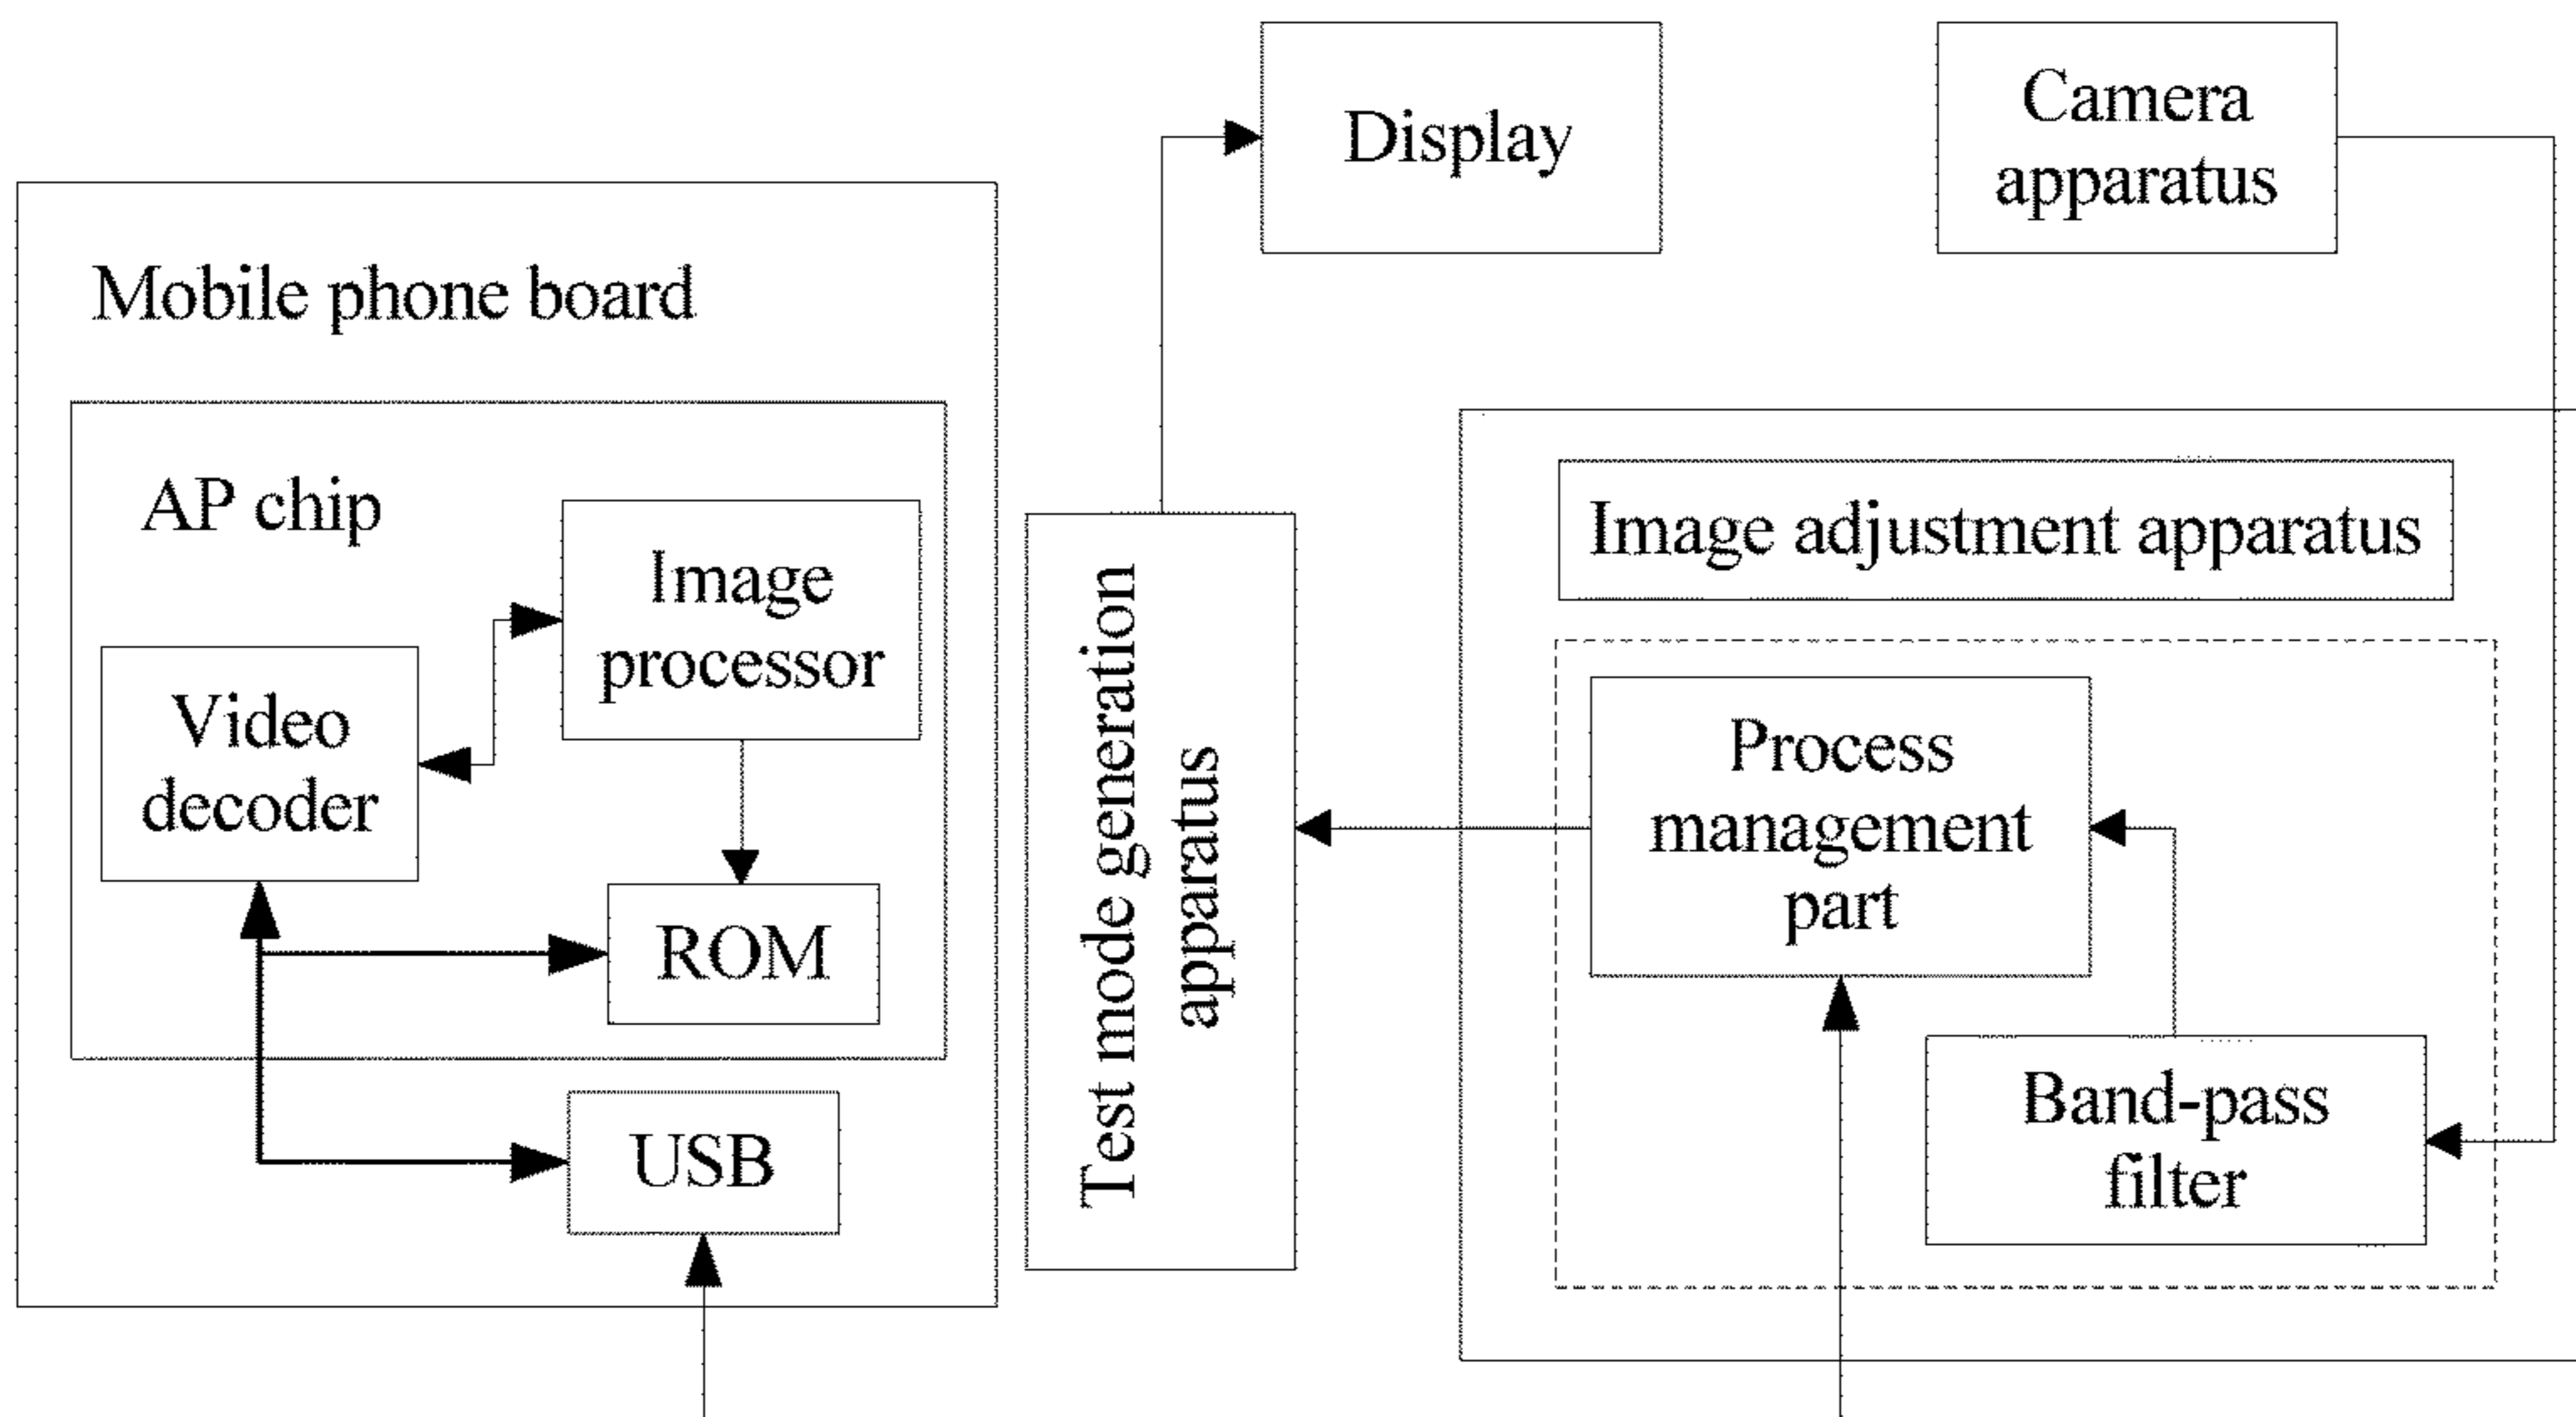 Display
Camera
apparatus
Mobile phone board
AP chip
Image
processor
Video
decoder
ROM
USB
Test mode generation
apparatus
Image adjustment apparatus
Process
management
part
Band-pass
filter